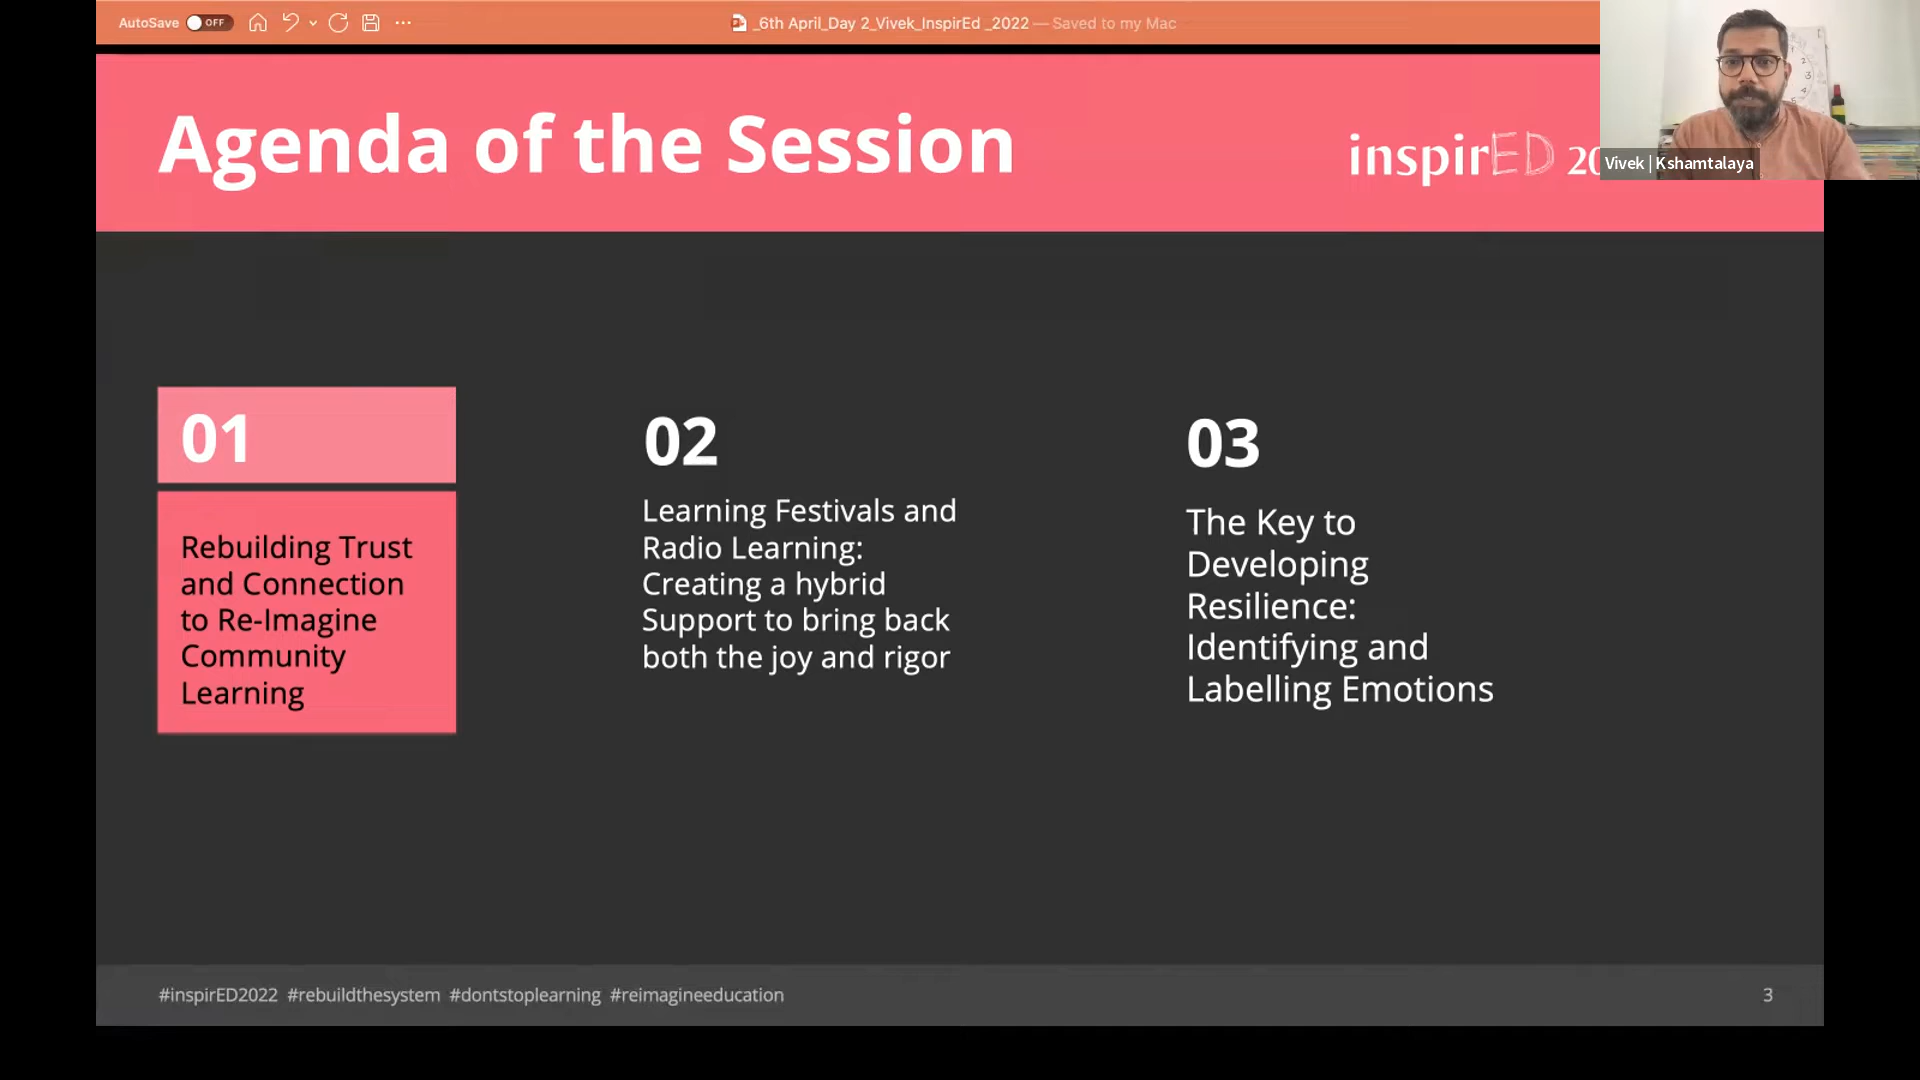 AutoSave OFF
_6th April_Day 2_Vivek_InspirEd _2022 — Saved to my Mac
Agenda of the Session
inspirED 20
Vivek | Kshamtalaya
01
Rebuilding Trust
and Connection
to Re-Imagine
Community
Learning
02
Learning Festivals and
Radio Learning:
Creating a hybrid
Support to bring back
both the joy and rigor
03
The Key to
Developing
Resilience:
Identifying and
Labelling Emotions
#inspirED2022 #rebuildthesystem #dontstoplearning #reimagineeducation
3